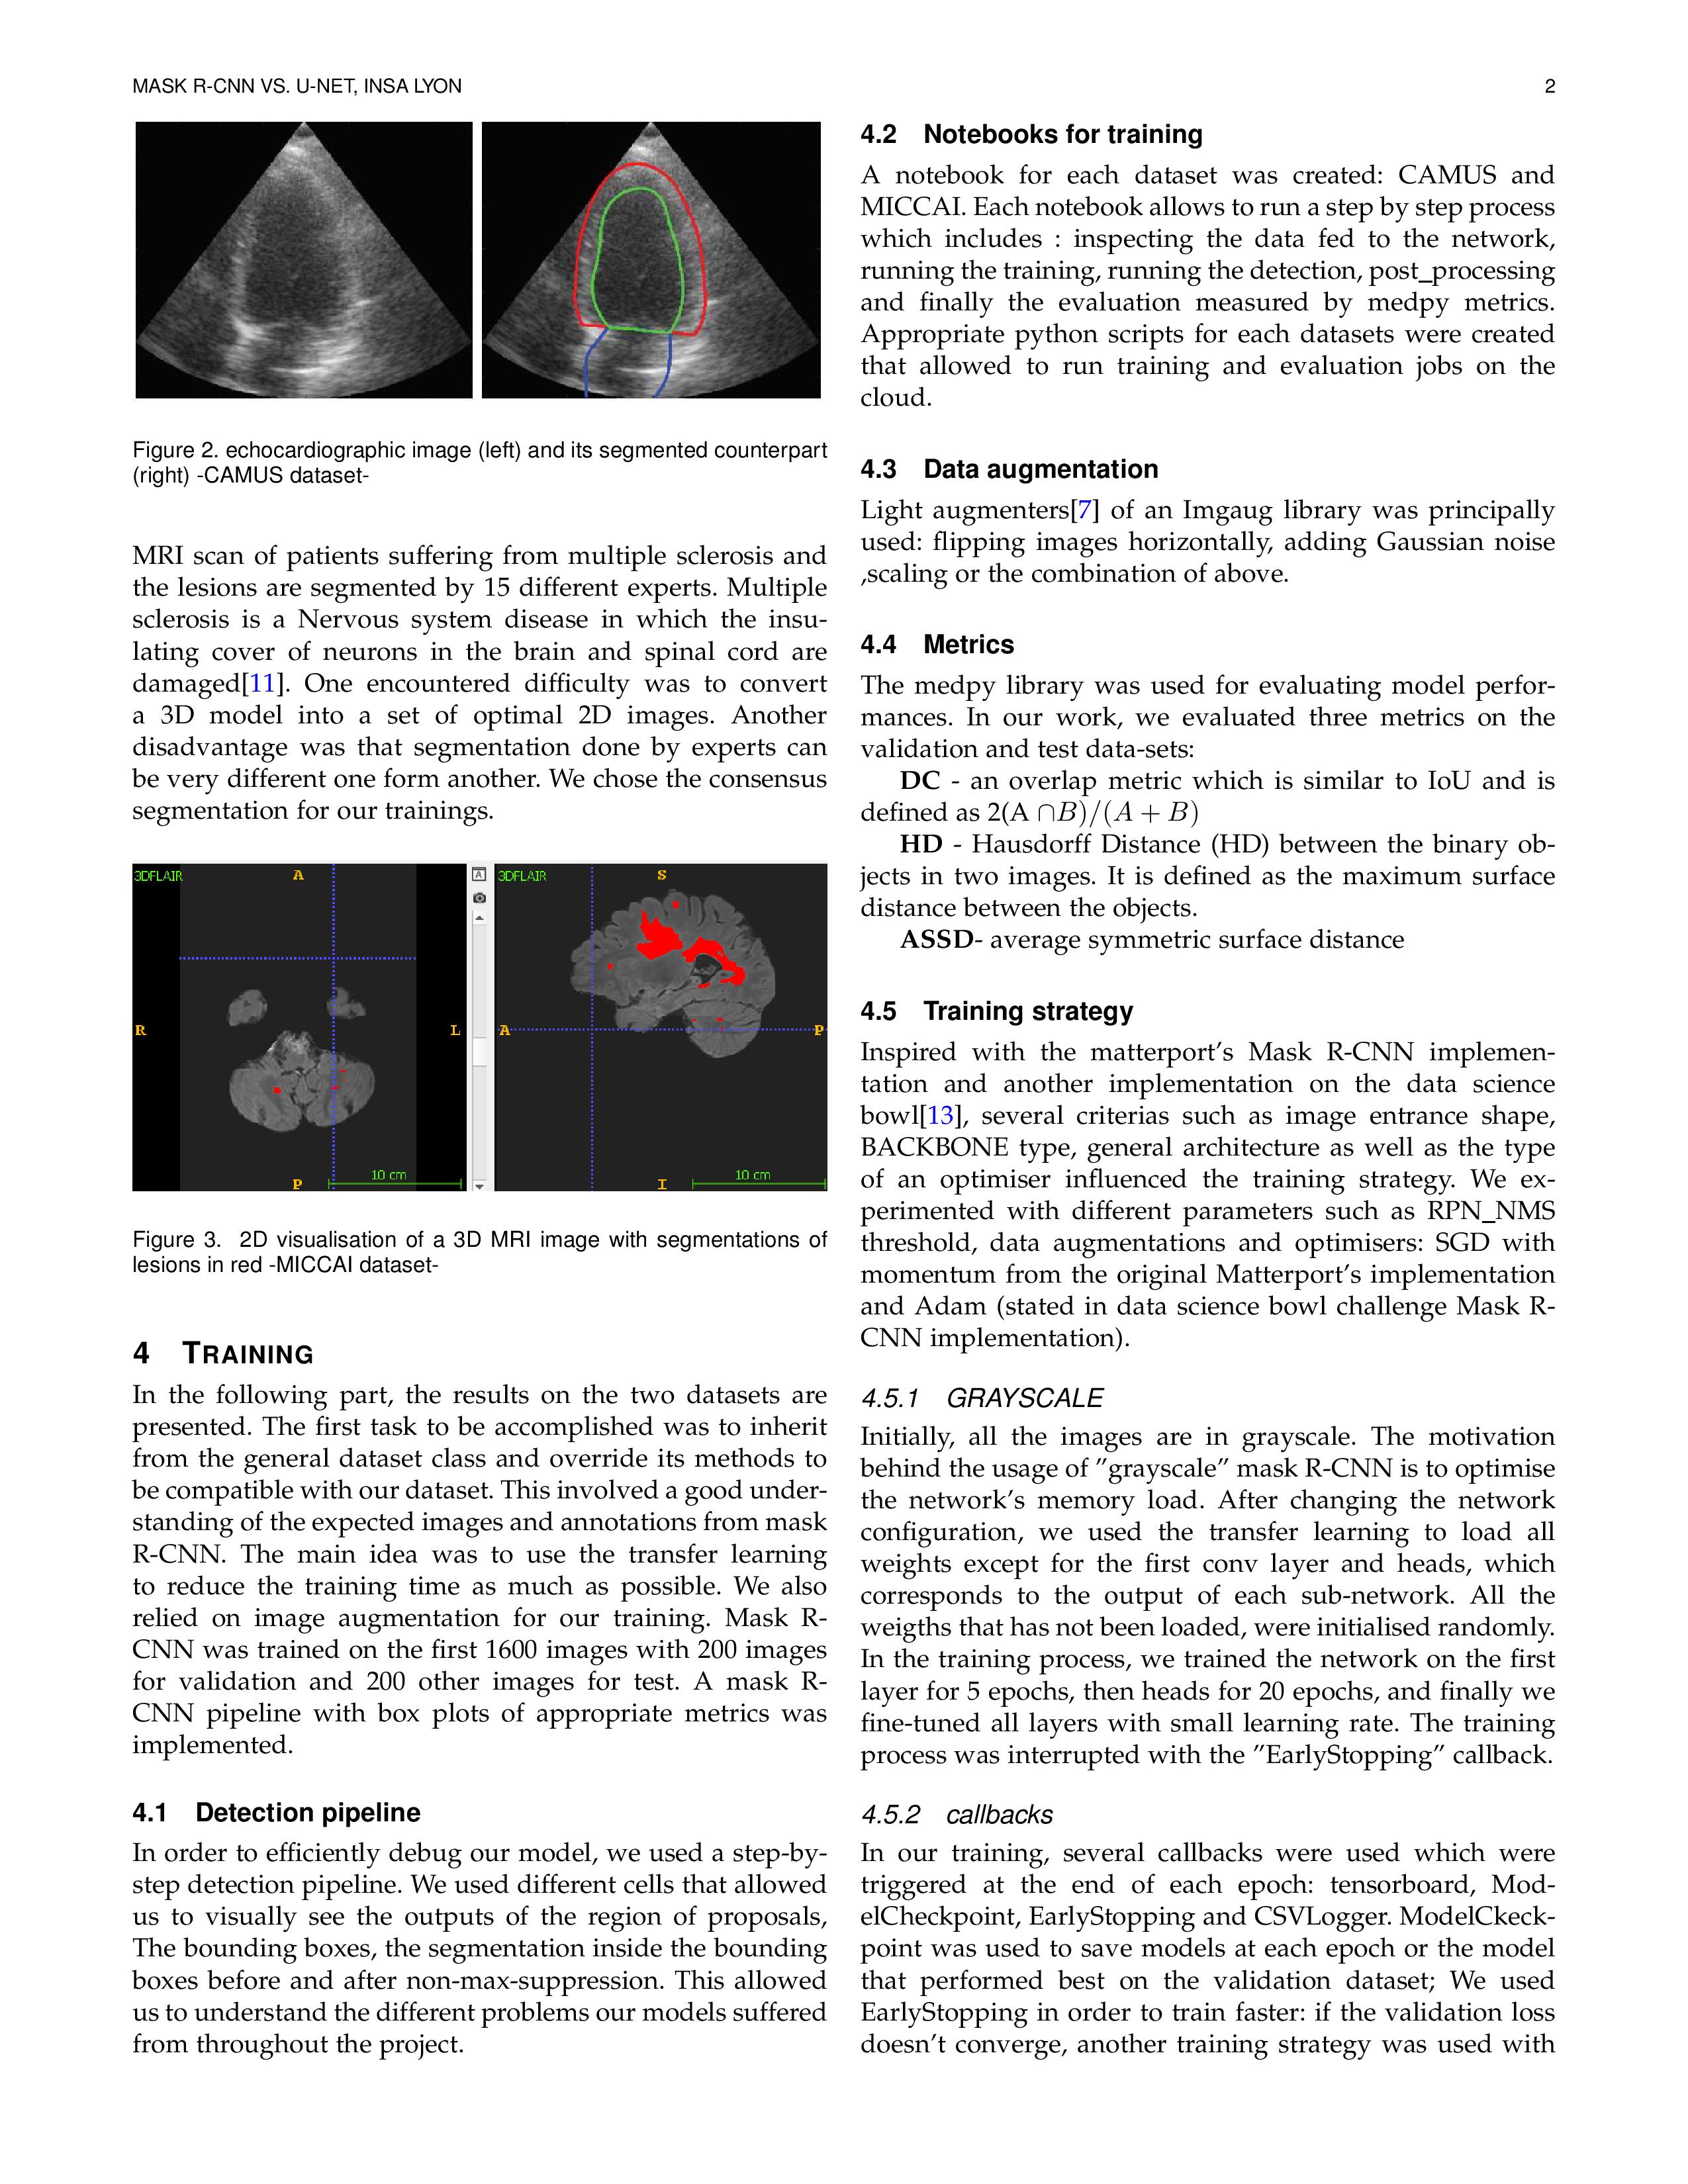 MASK R-CNN VS. U-NET, INSA LYON
2
Figure 2. echocardiographic image (left) and its segmented counterpart
(right) -CAMUS dataset-
MRI scan of patients suffering from multiple sclerosis and
the lesions are segmented by 15 different experts. Multiple
sclerosis is a Nervous system disease in which the insu-
lating cover of neurons in the brain and spinal cord are
damaged[11]. One encountered difficulty was to convert
a 3D model into a set of optimal 2D images. Another
disadvantage was that segmentation done by experts can
be very different one form another. We chose the consensus
segmentation for our trainings.
3DFLAIR
A
R
L
P
10 cm
A
3DFLAIR
S
A
P
I
10 cm
Figure 3. 2D visualisation of a 3D MRI image with segmentations of
lesions in red -MICCAI dataset-
4 TRAINING
In the following part, the results on the two datasets are
presented. The first task to be accomplished was to inherit
from the general dataset class and override its methods to
be compatible with our dataset. This involved a good under-
standing of the expected images and annotations from mask
R-CNN. The main idea was to use the transfer learning
to reduce the training time as much as possible. We also
relied on image augmentation for our training. Mask R-
CNN was trained on the first 1600 images with 200 images
for validation and 200 other images for test. A mask R-
CNN pipeline with box plots of appropriate metrics was
implemented.
4.1 Detection pipeline
In order to efficiently debug our model, we used a step-by-
step detection pipeline. We used different cells that allowed
us to visually see the outputs of the region of proposals,
The bounding boxes, the segmentation inside the bounding
boxes before and after non-max-suppression. This allowed
us to understand the different problems our models suffered
from throughout the project.
4.2 Notebooks for training
A notebook for each dataset was created: CAMUS and
MICCAI. Each notebook allows to run a step by step process
which includes : inspecting the data fed to the network,
running the training, running the detection, post_processing
and finally the evaluation measured by medpy metrics.
Appropriate python scripts for each datasets were created
that allowed to run training and evaluation jobs on the
cloud.
4.3 Data augmentation
Light augmenters[7] of an Imgaug library was principally
used: flipping images horizontally, adding Gaussian noise
,scaling or the combination of above.
4.4 Metrics
The medpy library was used for evaluating model perfor-
mances. In our work, we evaluated three metrics on the
validation and test data-sets:
DC - an overlap metric which is similar to IoU and is
defined as 2(A ∩B)/(A + B)
HD - Hausdorff Distance (HD) between the binary ob-
jects in two images. It is defined as the maximum surface
distance between the objects.
ASSD- average symmetric surface distance
4.5 Training strategy
Inspired with the matterport's Mask R-CNN implemen-
tation and another implementation on the data science
bowl[13], several criterias such as image entrance shape,
BACKBONE type, general architecture as well as the type
of an optimiser influenced the training strategy. We ex-
perimented with different parameters such as RPN_NMS
threshold, data augmentations and optimisers: SGD with
momentum from the original Matterport's implementation
and Adam (stated in data science bowl challenge Mask R-
CNN implementation).
4.5.1 GRAYSCALE
Initially, all the images are in grayscale. The motivation
behind the usage of ”grayscale” mask R-CNN is to optimise
the network's memory load. After changing the network
configuration, we used the transfer learning to load all
weights except for the first conv layer and heads, which
corresponds to the output of each sub-network. All the
weigths that has not been loaded, were initialised randomly.
In the training process, we trained the network on the first
layer for 5 epochs, then heads for 20 epochs, and finally we
fine-tuned all layers with small learning rate. The training
process was interrupted with the ”EarlyStopping” callback.
4.5.2 callbacks
In our training, several callbacks were used which were
triggered at the end of each epoch: tensorboard, Mod-
elCheckpoint, EarlyStopping and CSVLogger. ModelCkeck-
point was used to save models at each epoch or the model
that performed best on the validation dataset; We used
EarlyStopping in order to train faster: if the validation loss
doesn't converge, another training strategy was used with